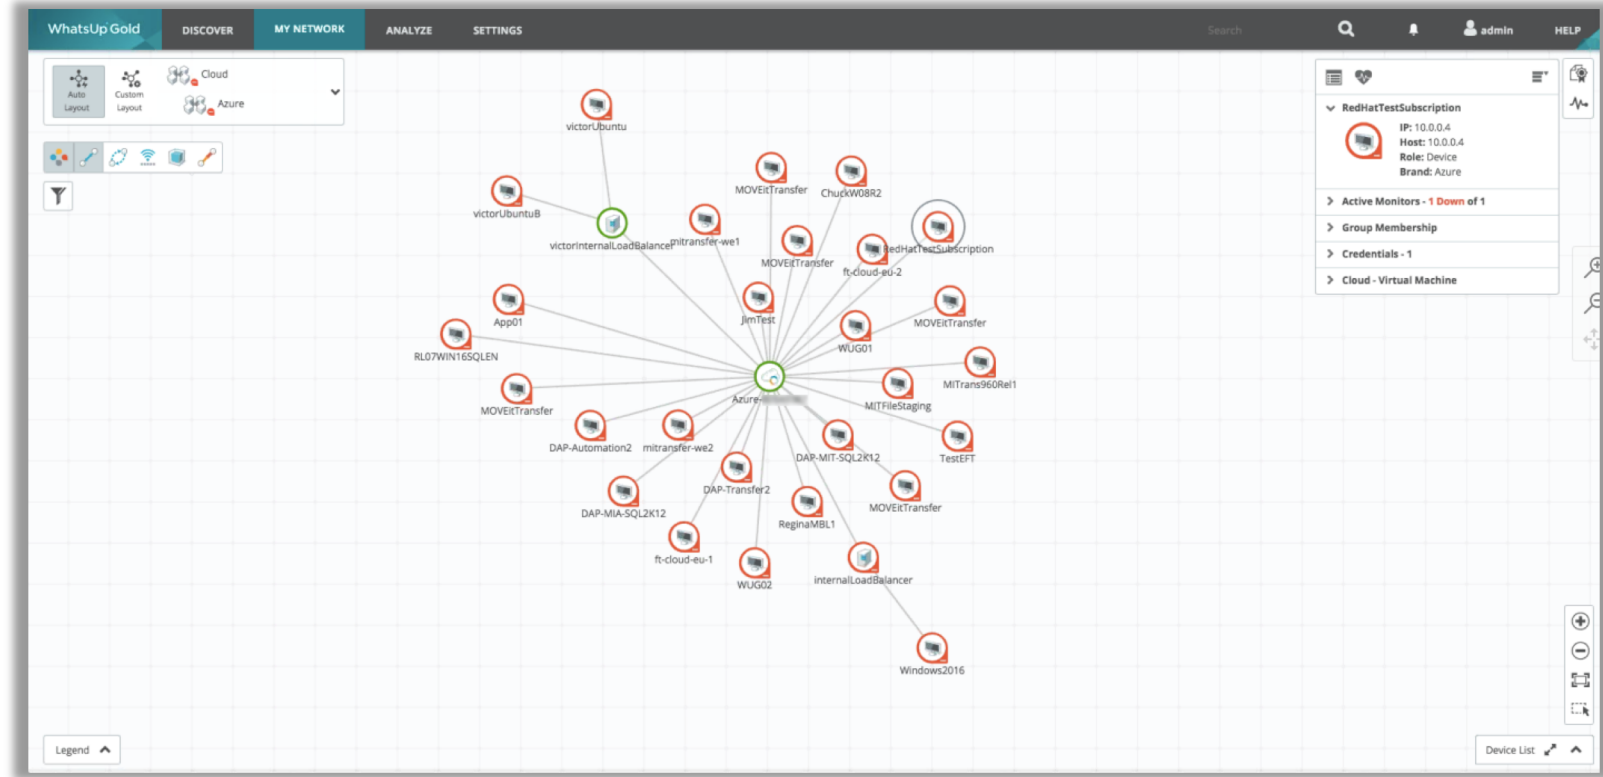 WhatsUp Gold
DISCOVER
MY NETWORK
ANALYZE
SETTINGS
Search
admin
HELP
Auto Layout
Custom Layout
Cloud
Azure
RedHatTestSubscription
IP: 10.0.0.4
Host: 10.0.0.4
Role: Device
Brand: Azure
Active Monitors - 1 Down of 1
Group Membership
Credentials - 1
Cloud - Virtual Machine
victorUbuntu
victorUbuntuB
victorInternalLoadBalancer
mitransfer-we1
MOVEitTransfer
ChuckW08R2
MOVEitTransfer
RedHatTestSubscription
ft-cloud-eu-2
App01
JimTest
MOVEitTransfer
RL07WIN16SQLEN
WUG01
MITrans960Rel1
MOVEitTransfer
Azure-
MITFileStaging
DAP-Automation2
mitransfer-we2
DAP-MIT-SQL2K12
TestEFT
DAP-Transfer2
MOVEitTransfer
DAP-MIA-SQL2K12
ReginaMBL1
ft-cloud-eu-1
WUG02
internalLoadBalancer
Windows2016
Legend
Device List